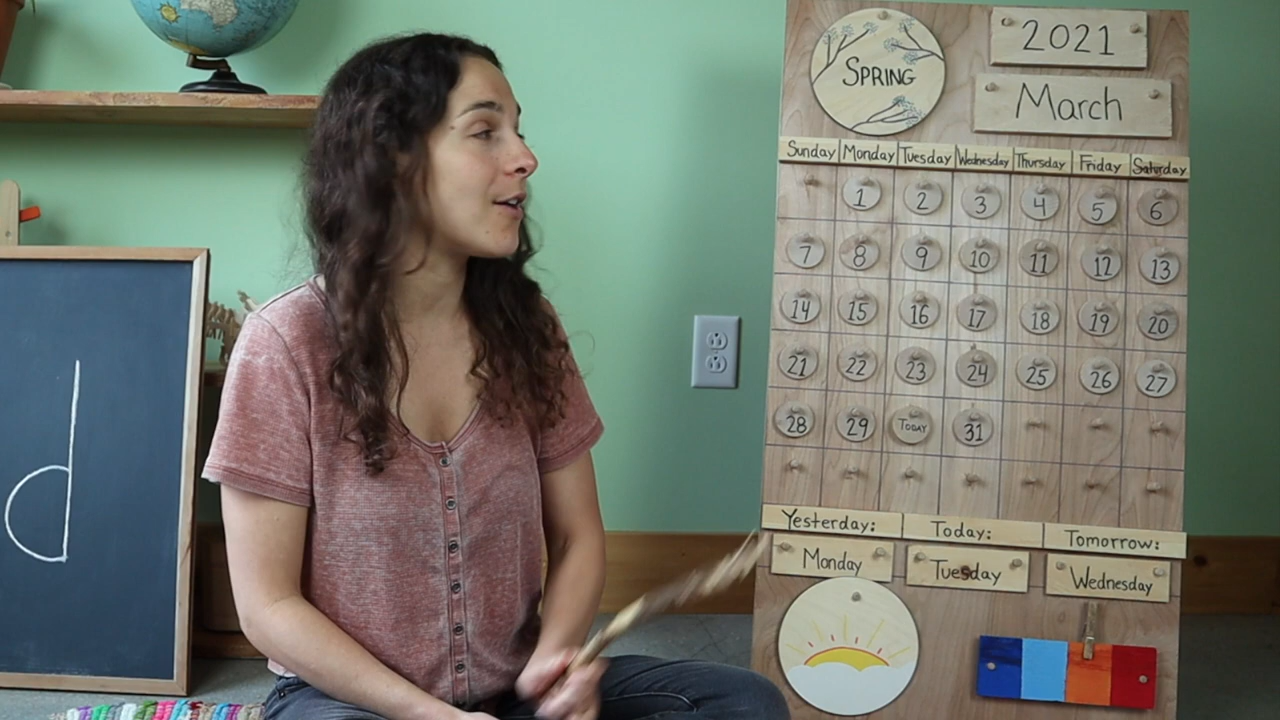 SPRING
2021
March
Sunday Monday Tuesday Wednesday Thursday Friday Saturday
1 2 3 4 5 6
7 8 9 10 11 12 13
14 15 16 17 18 19 20
21 22 23 24 25 26 27
28 29 TODAY 31
Yesterday: Today: Tomorrow:
Monday Tuesday Wednesday
d